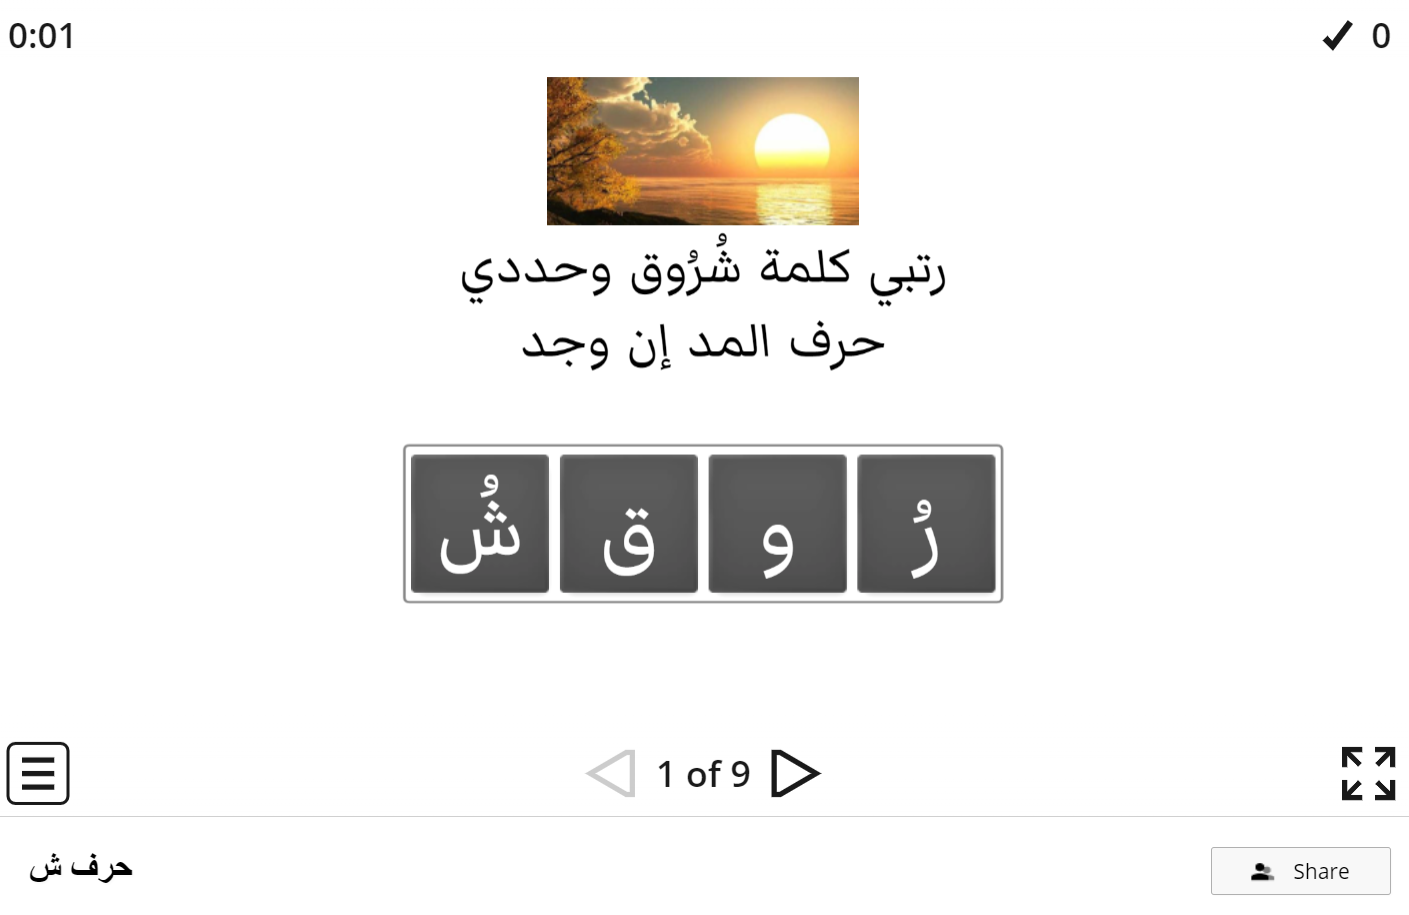 0:01
0
رتبي كلمة شُرُوق وحددي
حرف المد إن وجد
رُ
و
ق
شُ
1 of 9
حرف ش
Share